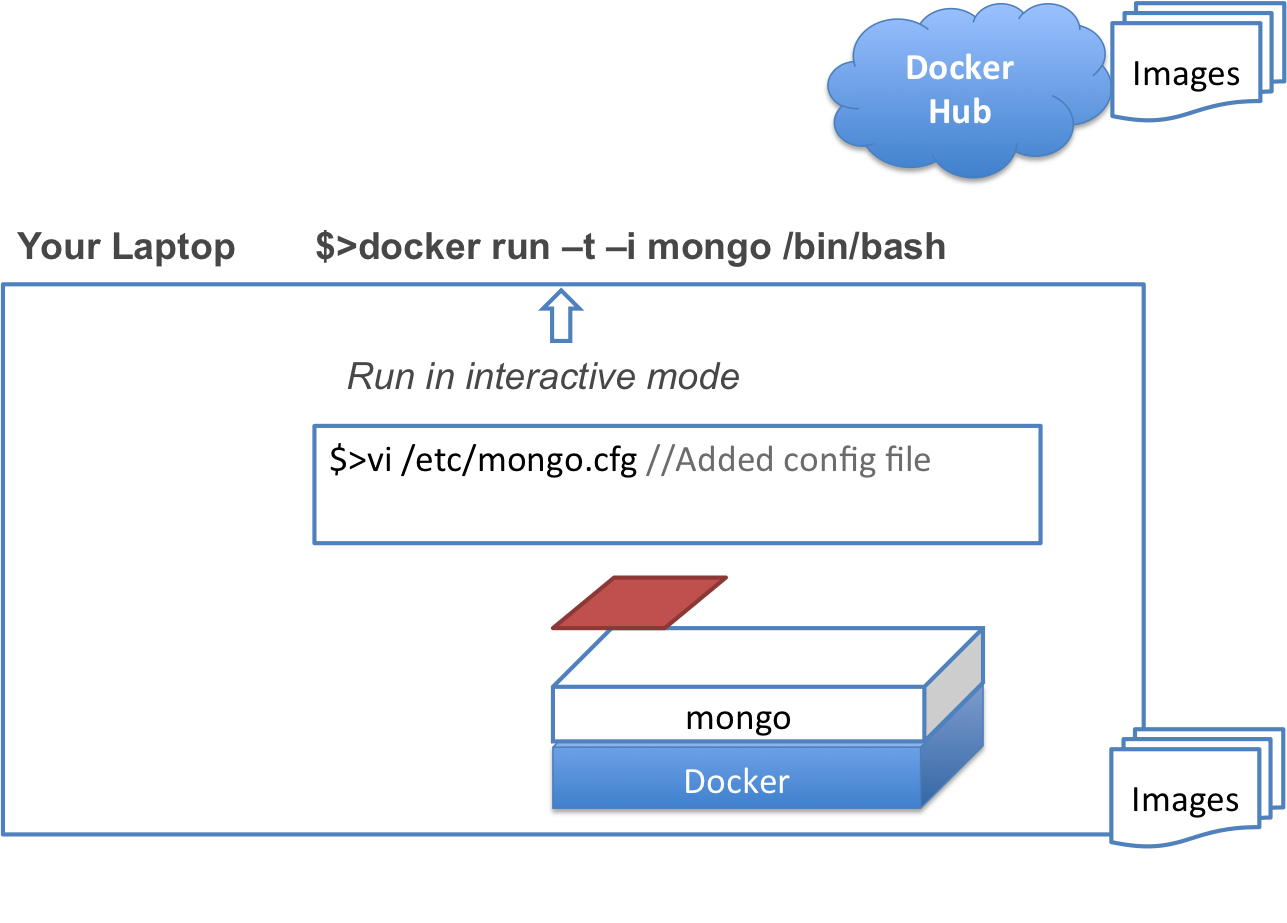 Docker
Hub
Images
Your Laptop
$>docker run –t –i mongo /bin/bash
Run in interactive mode
$>vi /etc/mongo.cfg //Added config file
mongo
Docker
Images